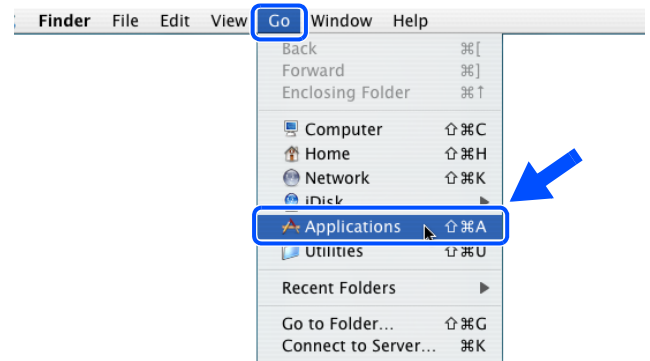 Finder File Edit View Go Window Help
Back ⌘[
Forward ⌘]
Enclosing Folder ⌘↑
Computer ⇧⌘C
Home ⇧⌘H
Network ⇧⌘K
iDisk
Applications ⇧⌘A
Utilities ⇧⌘U
Recent Folders
Go to Folder... ⇧⌘G
Connect to Server... ⌘K